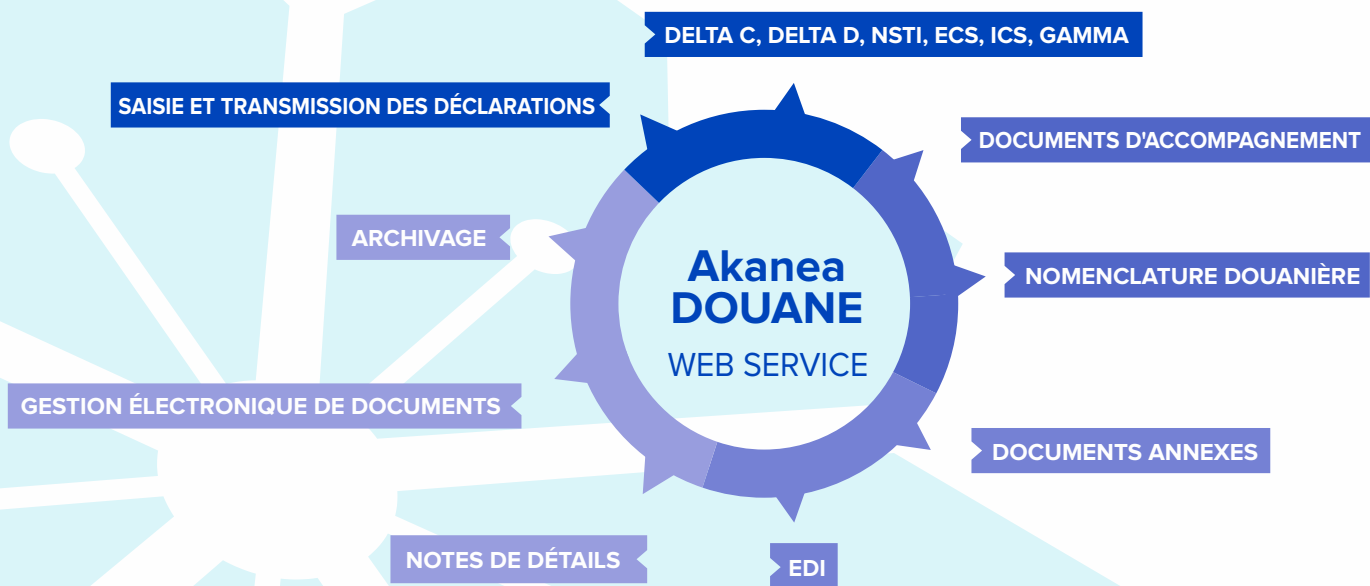 DELTA C, DELTA D, NSTI, ECS, ICS, GAMMA
SAISIE ET TRANSMISSION DES DÉCLARATIONS
DOCUMENTS D'ACCOMPAGNEMENT
ARCHIVAGE
Akanea
DOUANE
WEB SERVICE
NOMENCLATURE DOUANIÈRE
GESTION ÉLECTRONIQUE DE DOCUMENTS
DOCUMENTS ANNEXES
NOTES DE DÉTAILS
EDI